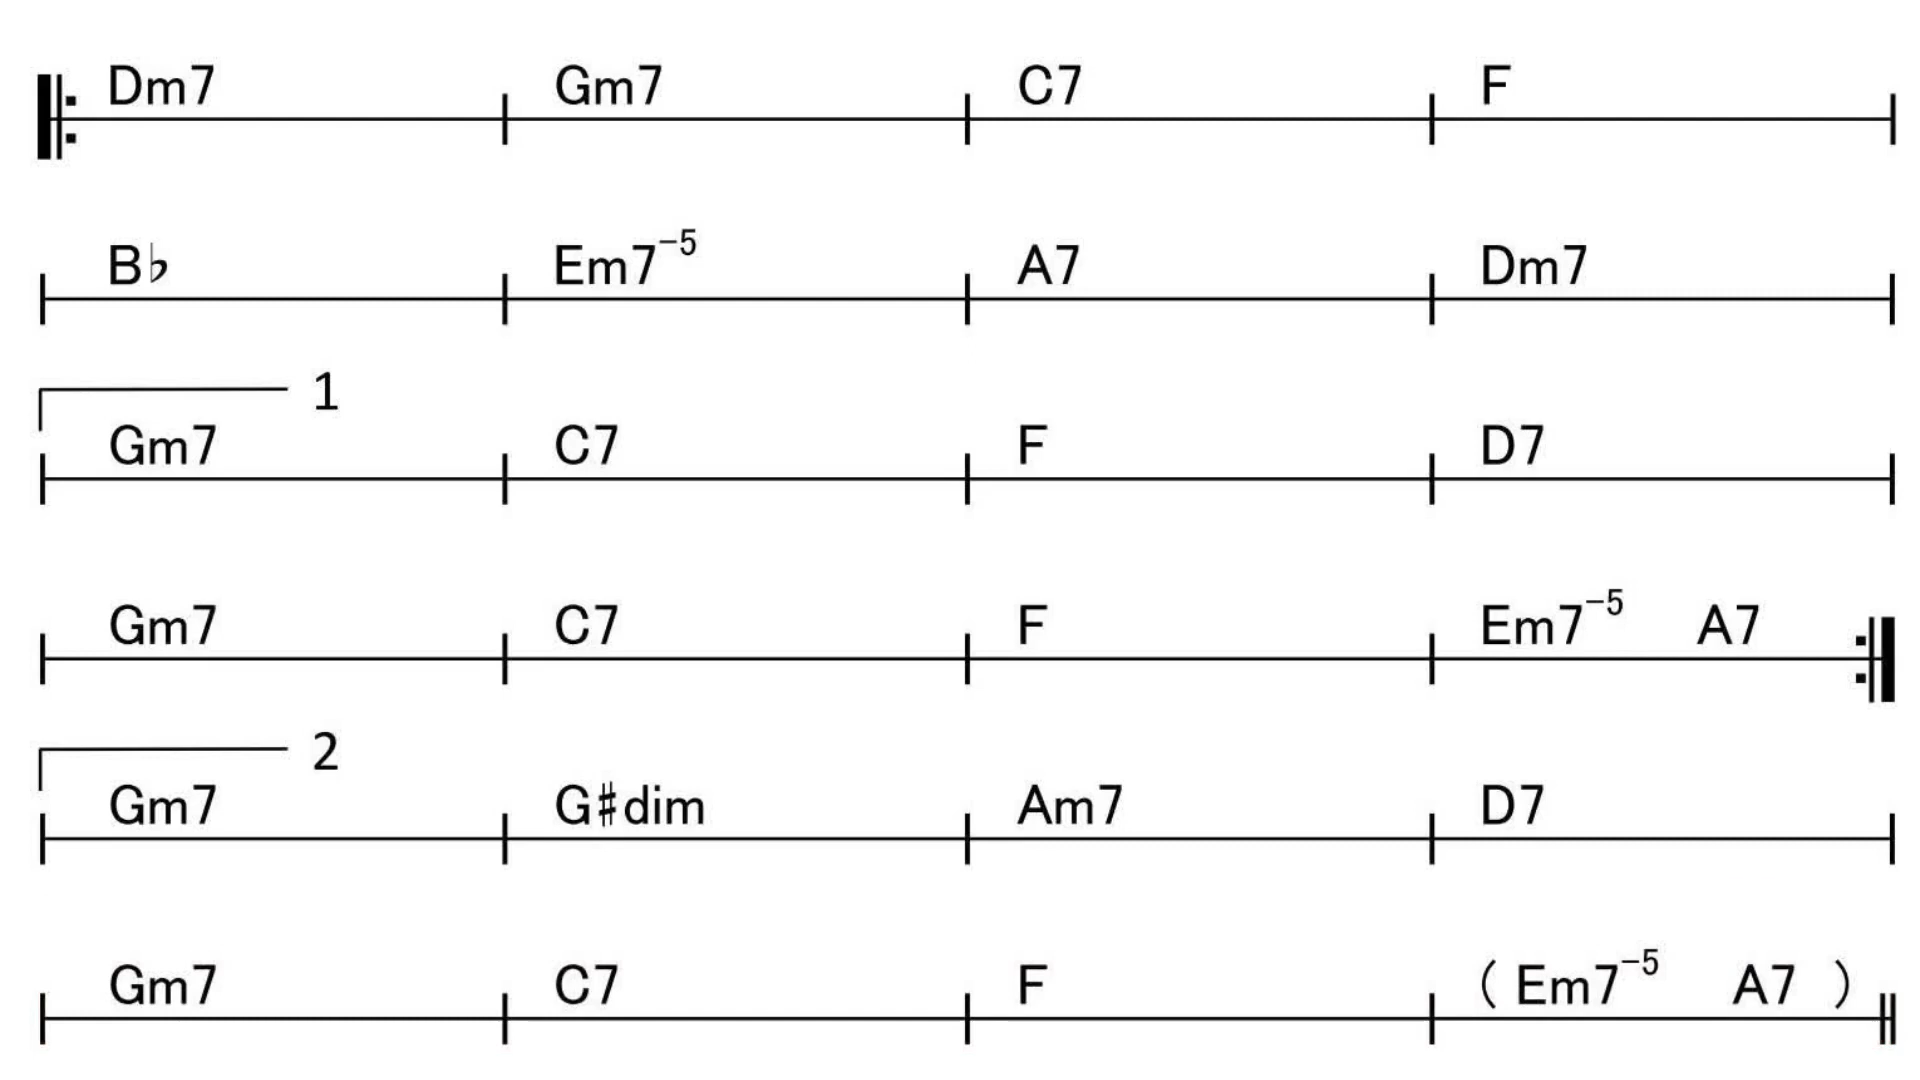 Dm7 Gm7 C7 F
B♭ Em7⁻⁵ A7 Dm7
1
Gm7 C7 F D7
Gm7 C7 F Em7⁻⁵ A7
2
Gm7 G♯dim Am7 D7
Gm7 C7 F ( Em7⁻⁵ A7 )